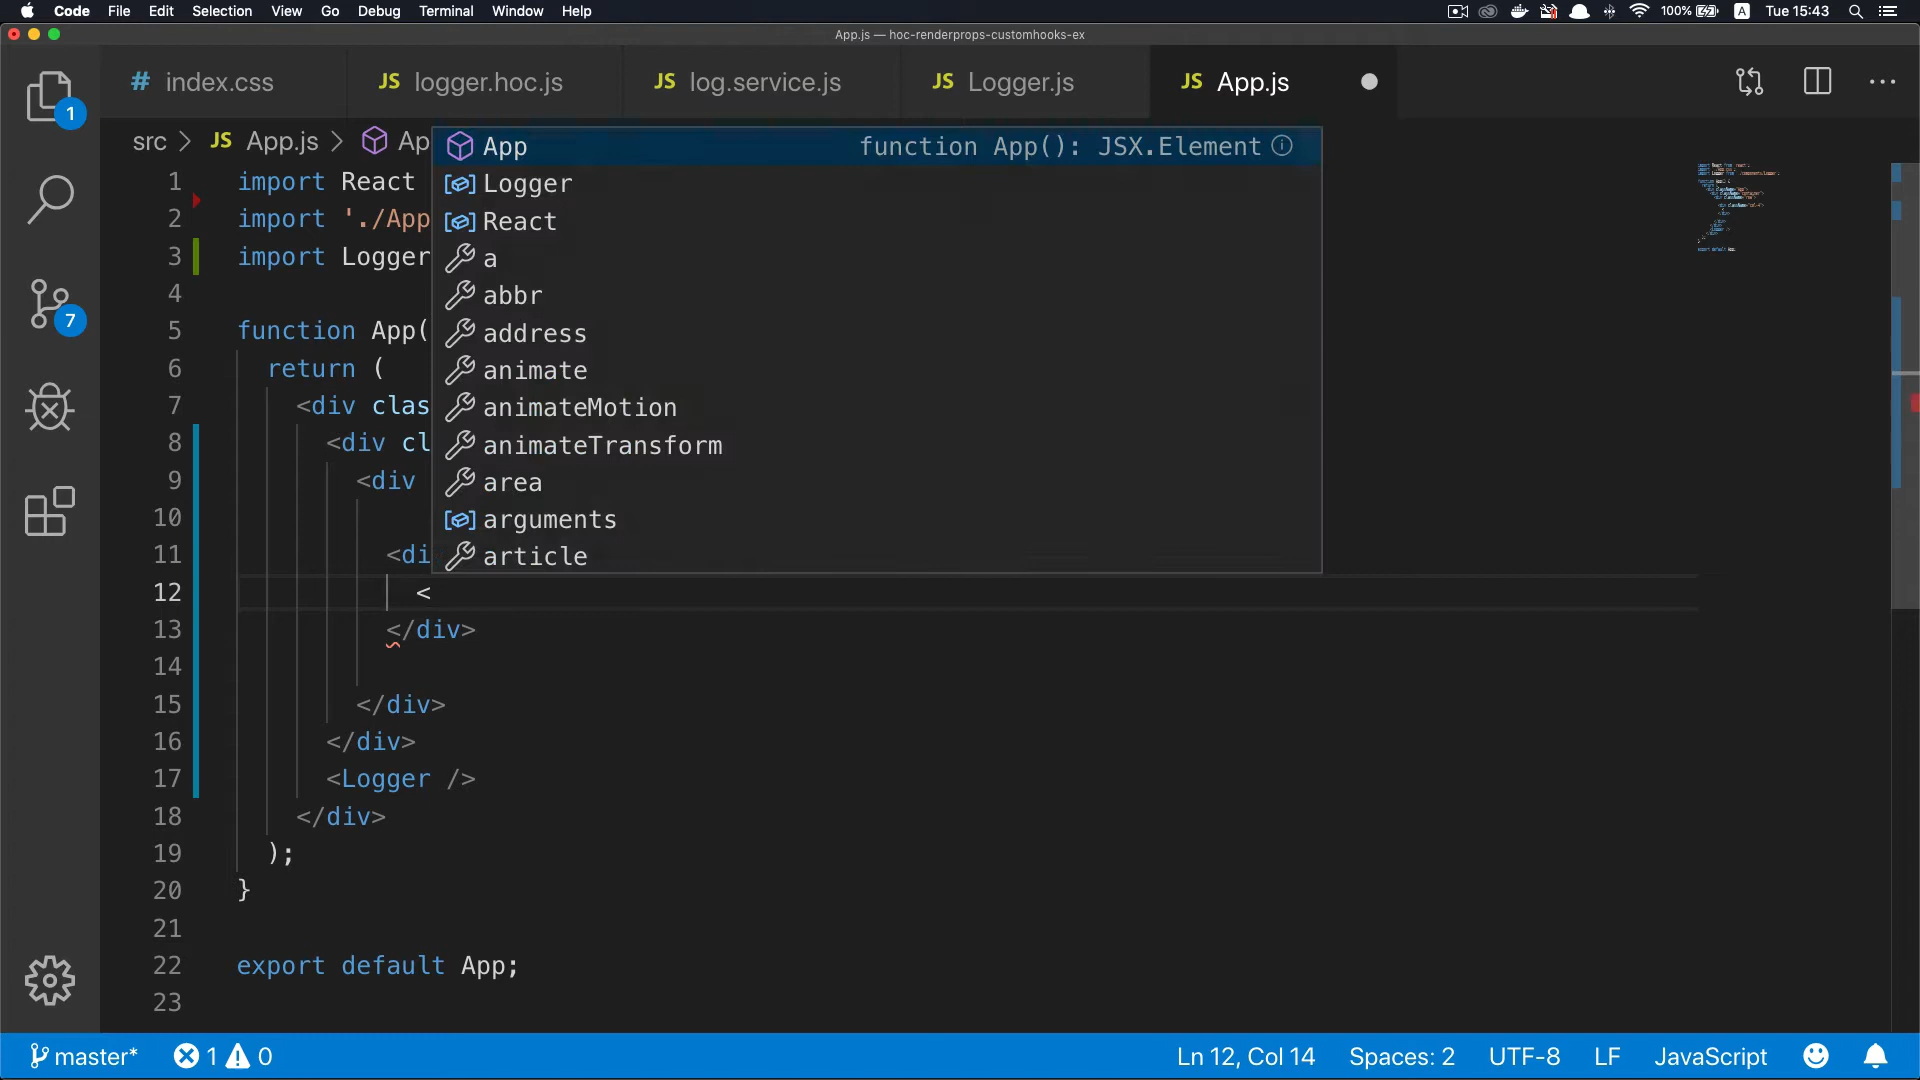 Code File Edit Selection View Go Debug Terminal Window Help 100% A Tue 15:43
App.js — hoc-renderprops-customhooks-ex
# index.css JS logger.hoc.js JS log.service.js JS Logger.js JS App.js
src > JS App.js > Ap
1 import React
2 import './App
3 import Logger
4
5 function App(
6 return (
7 <div clas
8 <div cl
9 <div
10
11 <di
12 <
13 </div>
14
15 </div>
16 </div>
17 <Logger />
18 </div>
19 );
20 }
21
22 export default App;
23
App function App(): JSX.Element
Logger
React
a
abbr
address
animate
animateMotion
animateTransform
area
arguments
article
1
7
master* 1 0 Ln 12, Col 14 Spaces: 2 UTF-8 LF JavaScript